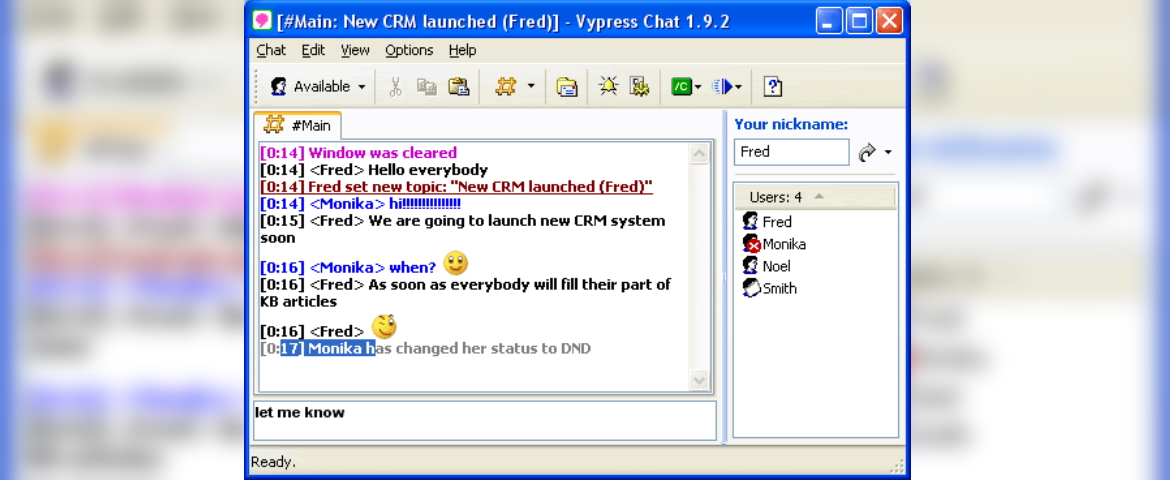 [#Main: New CRM launched (Fred)] - Vypress Chat 1.9.2
Chat Edit View Options Help
Available
/C
#Main
[0:14] Window was cleared
[0:14] <Fred> Hello everybody
[0:14] Fred set new topic: "New CRM launched (Fred)"
[0:14] <Monika> hi!!!!!!!!!!!!!!!
[0:15] <Fred> We are going to launch new CRM system
soon
[0:16] <Monika> when?
[0:16] <Fred> As soon as everybody will fill their part of
KB articles
[0:16] <Fred>
[0:17] Monika has changed her status to DND
let me know
Your nickname:
Fred
Users: 4
Fred
Monika
Noel
Smith
Ready.